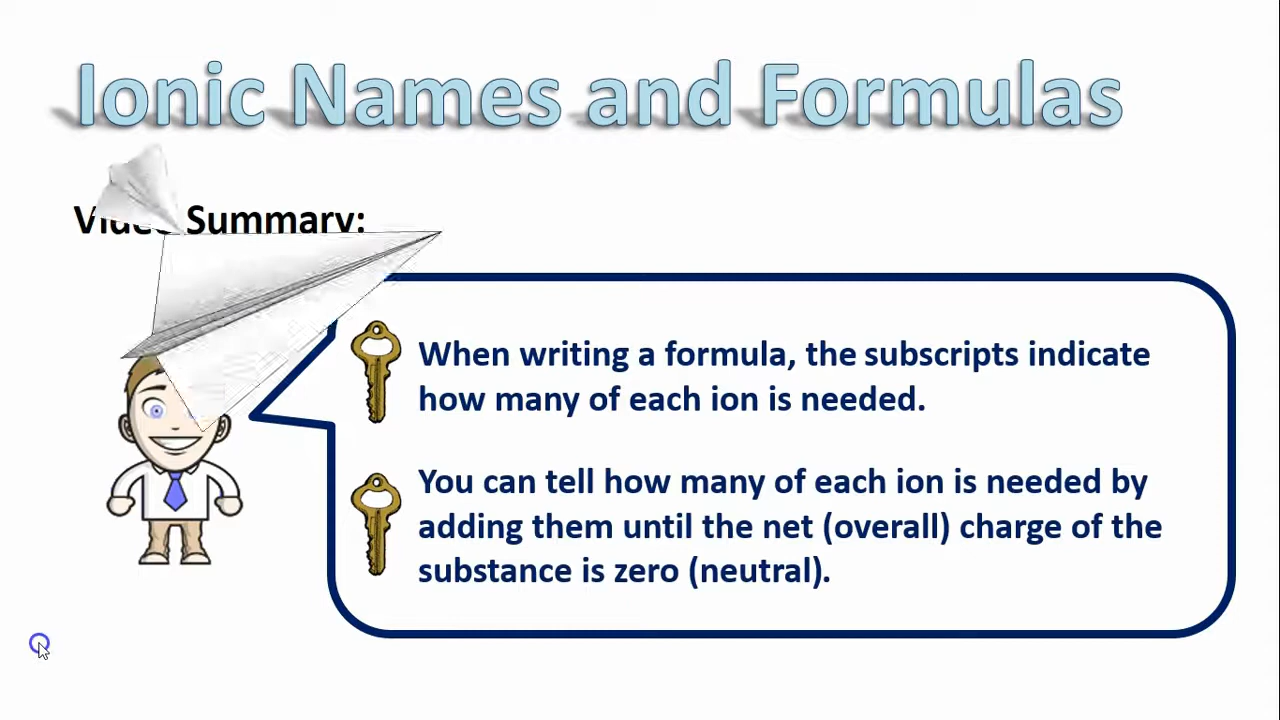 Ionic Names and Formulas
Video Summary:
When writing a formula, the subscripts indicate
how many of each ion is needed.
You can tell how many of each ion is needed by
adding them until the net (overall) charge of the
substance is zero (neutral).